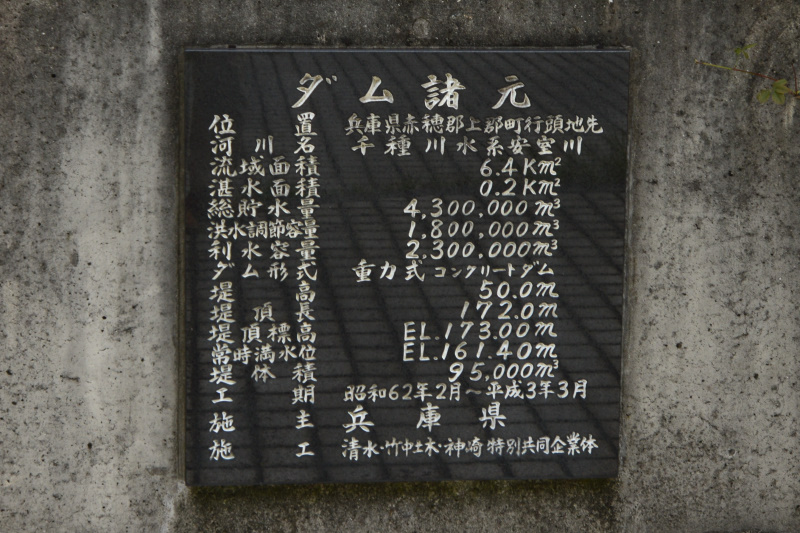 ダム諸元
位置 兵庫県赤穂郡上郡町行頭地先
河川名 千種川水系安室川
流域面積 6.4Km²
湛水面積 0.2Km²
総貯水量 4,300,000m³
洪水調節容量 1,800,000m³
利水容量 2,300,000m³
ダム形式 重力式コンクリートダム
堤高 50.0m
堤頂長 172.0m
堤頂標高 EL.173.00m
常時満水位 EL.161.40m
堤体積 95,000m³
工期 昭和62年2月~平成3年3月
施主 兵庫県
施工 清水·竹中土木·神崎特別共同企業体